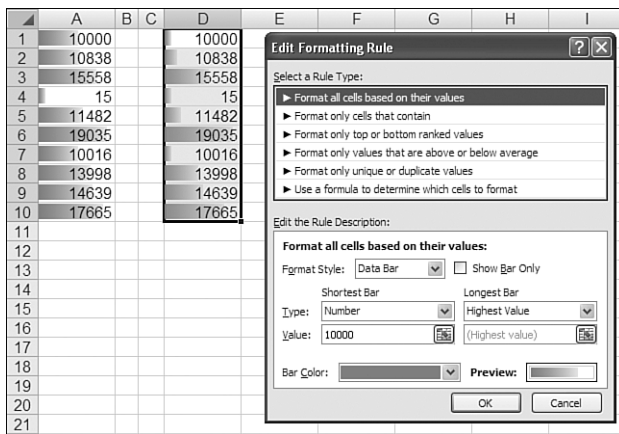 A B C D E F G H I
1 10000 10000
2 10838 10838
3 15558 15558
4 15 15
5 11482 11482
6 19035 19035
7 10016 10016
8 13998 13998
9 14639 14639
10 17665 17665
11
12
13
14
15
16
17
18
19
20
21
Edit Formatting Rule
Select a Rule Type:
► Format all cells based on their values
► Format only cells that contain
► Format only top or bottom ranked values
► Format only values that are above or below average
► Format only unique or duplicate values
► Use a formula to determine which cells to format
Edit the Rule Description:
Format all cells based on their values:
Format Style: Data Bar Show Bar Only
Shortest Bar Longest Bar
Type: Number Highest Value
Value: 10000 (Highest value)
Bar Color: Preview:
OK Cancel